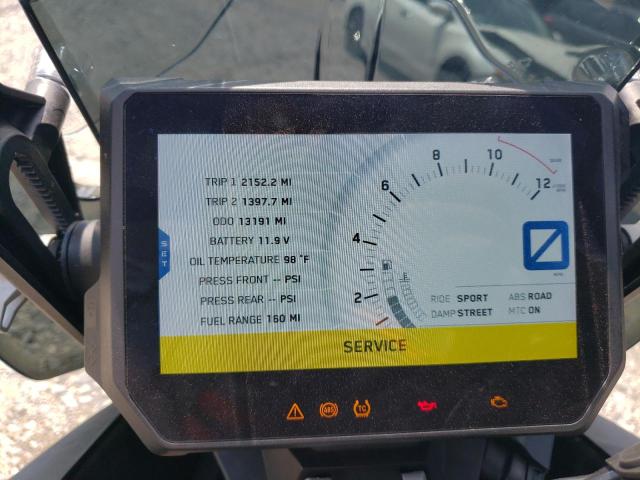 TRIP 1 2152.2 MI
TRIP 2 1397.7 MI
ODO 13191 MI
BATTERY 11.9 V
OIL TEMPERATURE 98 °F
PRESS FRONT -- PSI
PRESS REAR -- PSI
FUEL RANGE 160 MI
SET
2
4
6
8
10
12
RIDE SPORT
ABS ROAD
DAMP STREET
MTC ON
SERVICE
ABS
TC